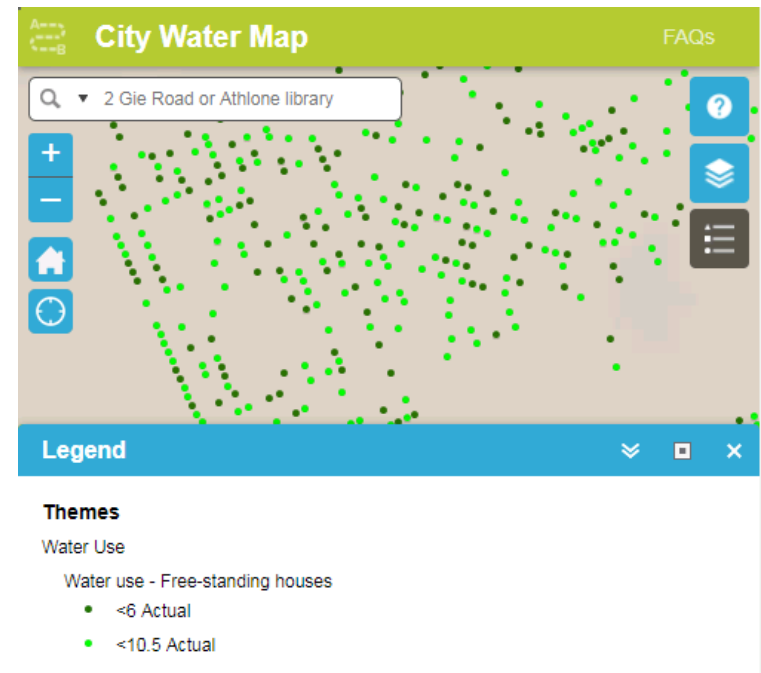 A
B
City Water Map
FAQs
2 Gie Road or Athlone library
?
+
−
Legend
Themes
Water Use
Water use - Free-standing houses
<6 Actual
<10.5 Actual